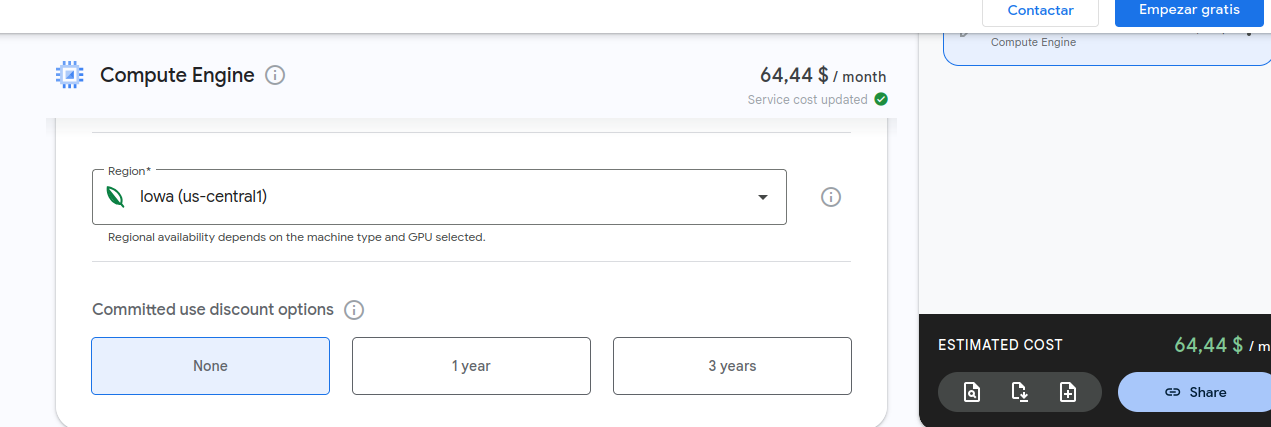 Contactar
Empezar gratis
Compute Engine
64,44 $ / month
Service cost updated
Region*
Iowa (us-central1)
Regional availability depends on the machine type and GPU selected.
Committed use discount options
None
1 year
3 years
Compute Engine
ESTIMATED COST
64,44 $ / m
Share